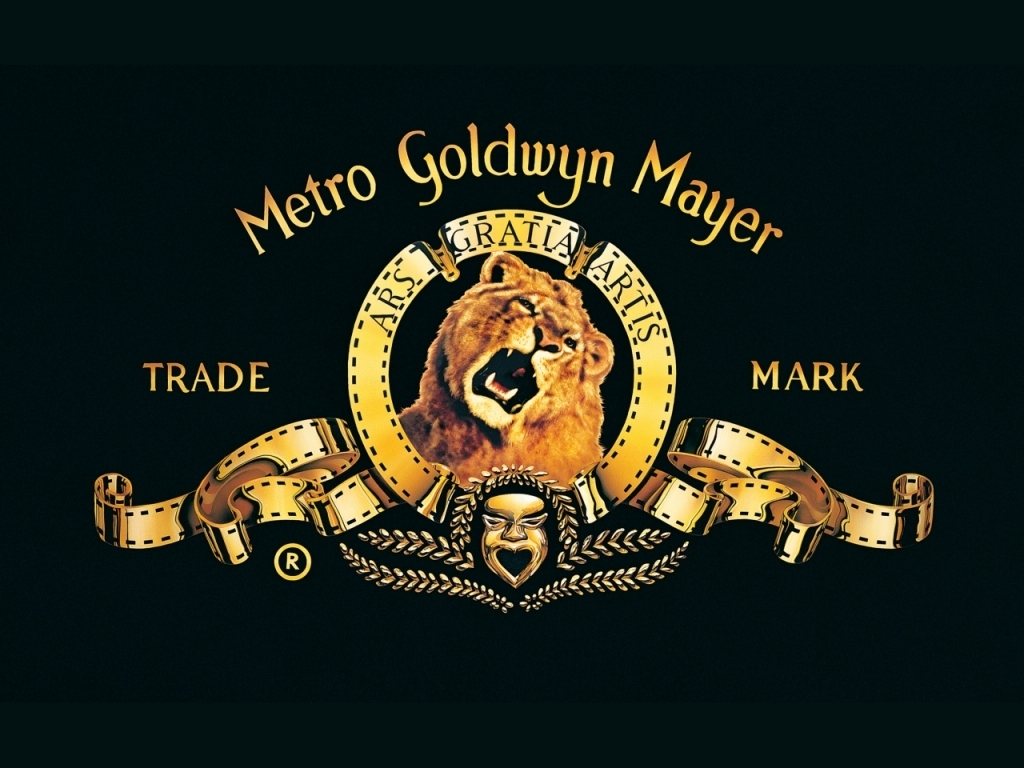 Metro Goldwyn Mayer
ARS GRATIA ARTIS
TRADE MARK
®